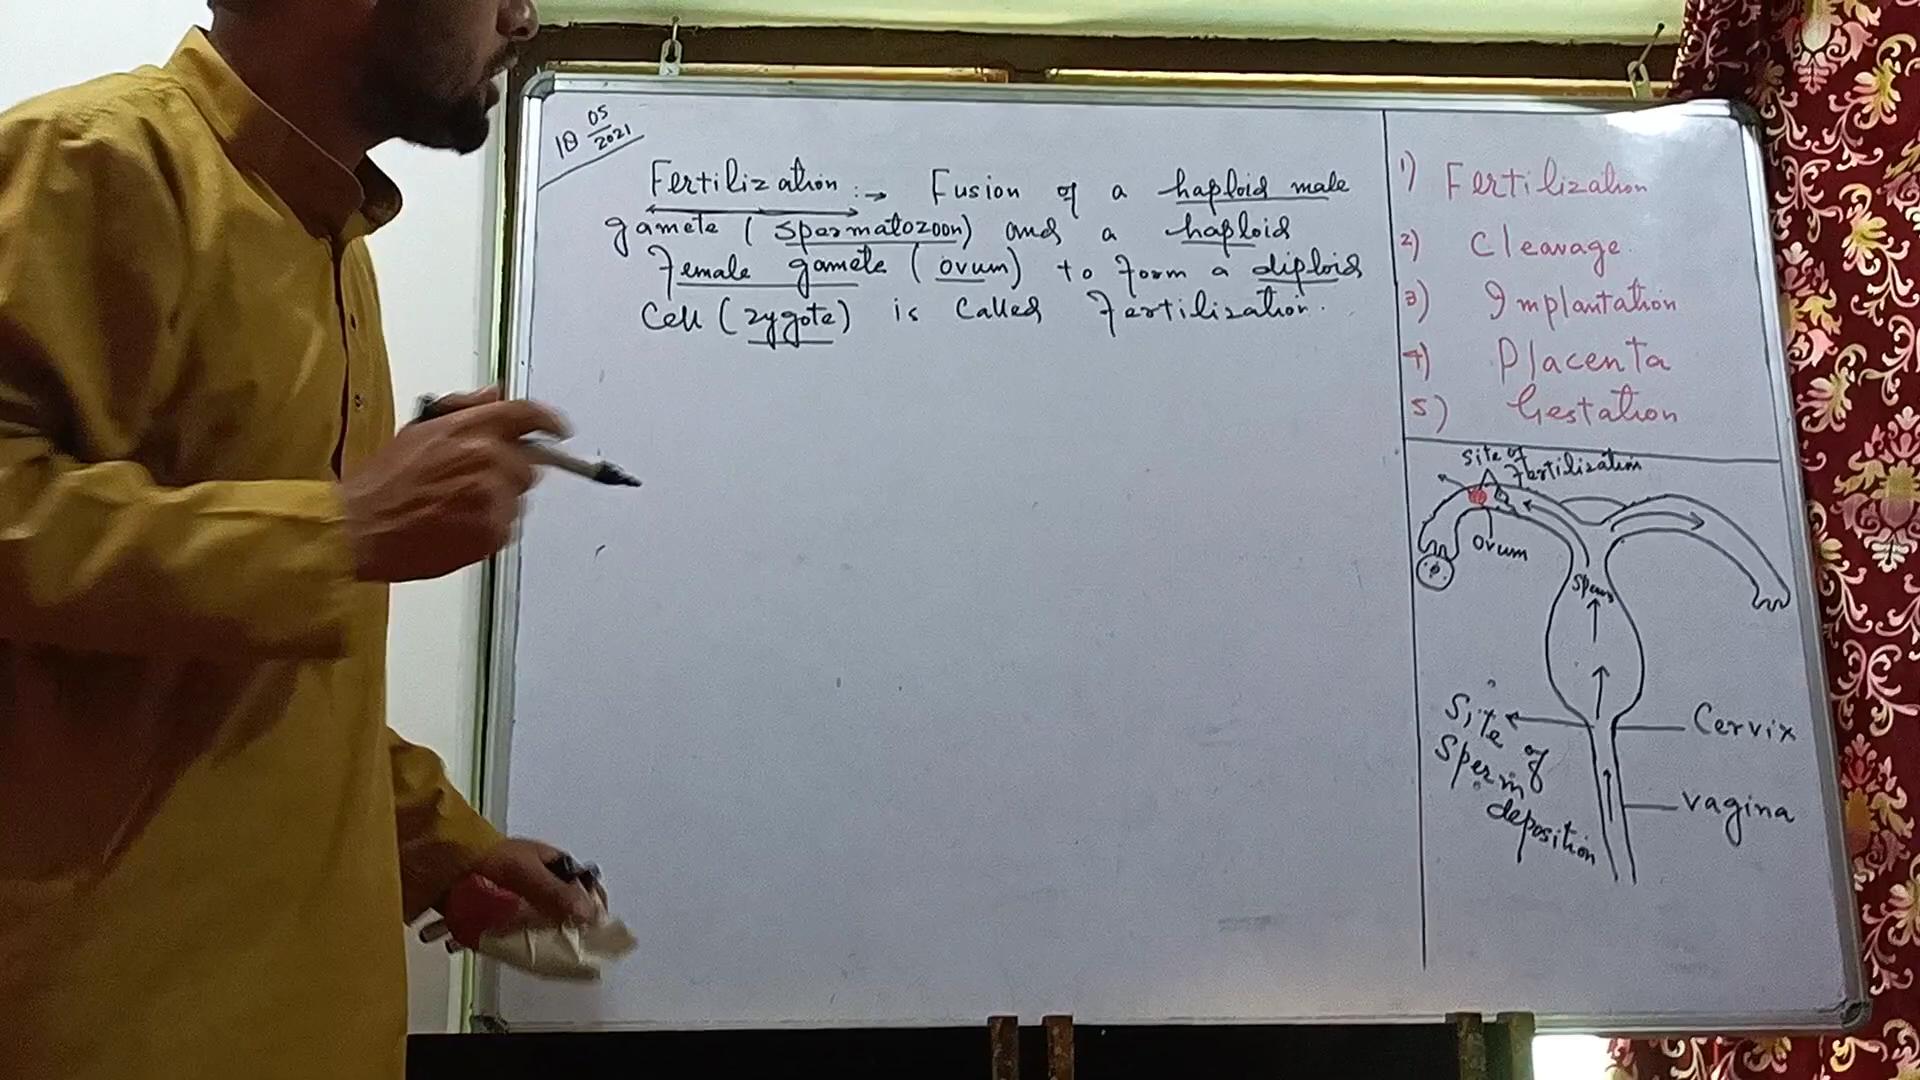 18 05/2021
Fertilization :→ Fusion of a haploid male
gamete (spermatozoon) and a haploid
Female gamete (ovum) to form a diploid
Cell (zygote) is called Fertilization.
1) Fertilization
2) Cleavage.
3) Implantation
4) Placenta
5) Gestation
Site of
Fertilization
Ovum
Sperms
Site of
Sperm
deposition
Cervix
vagina